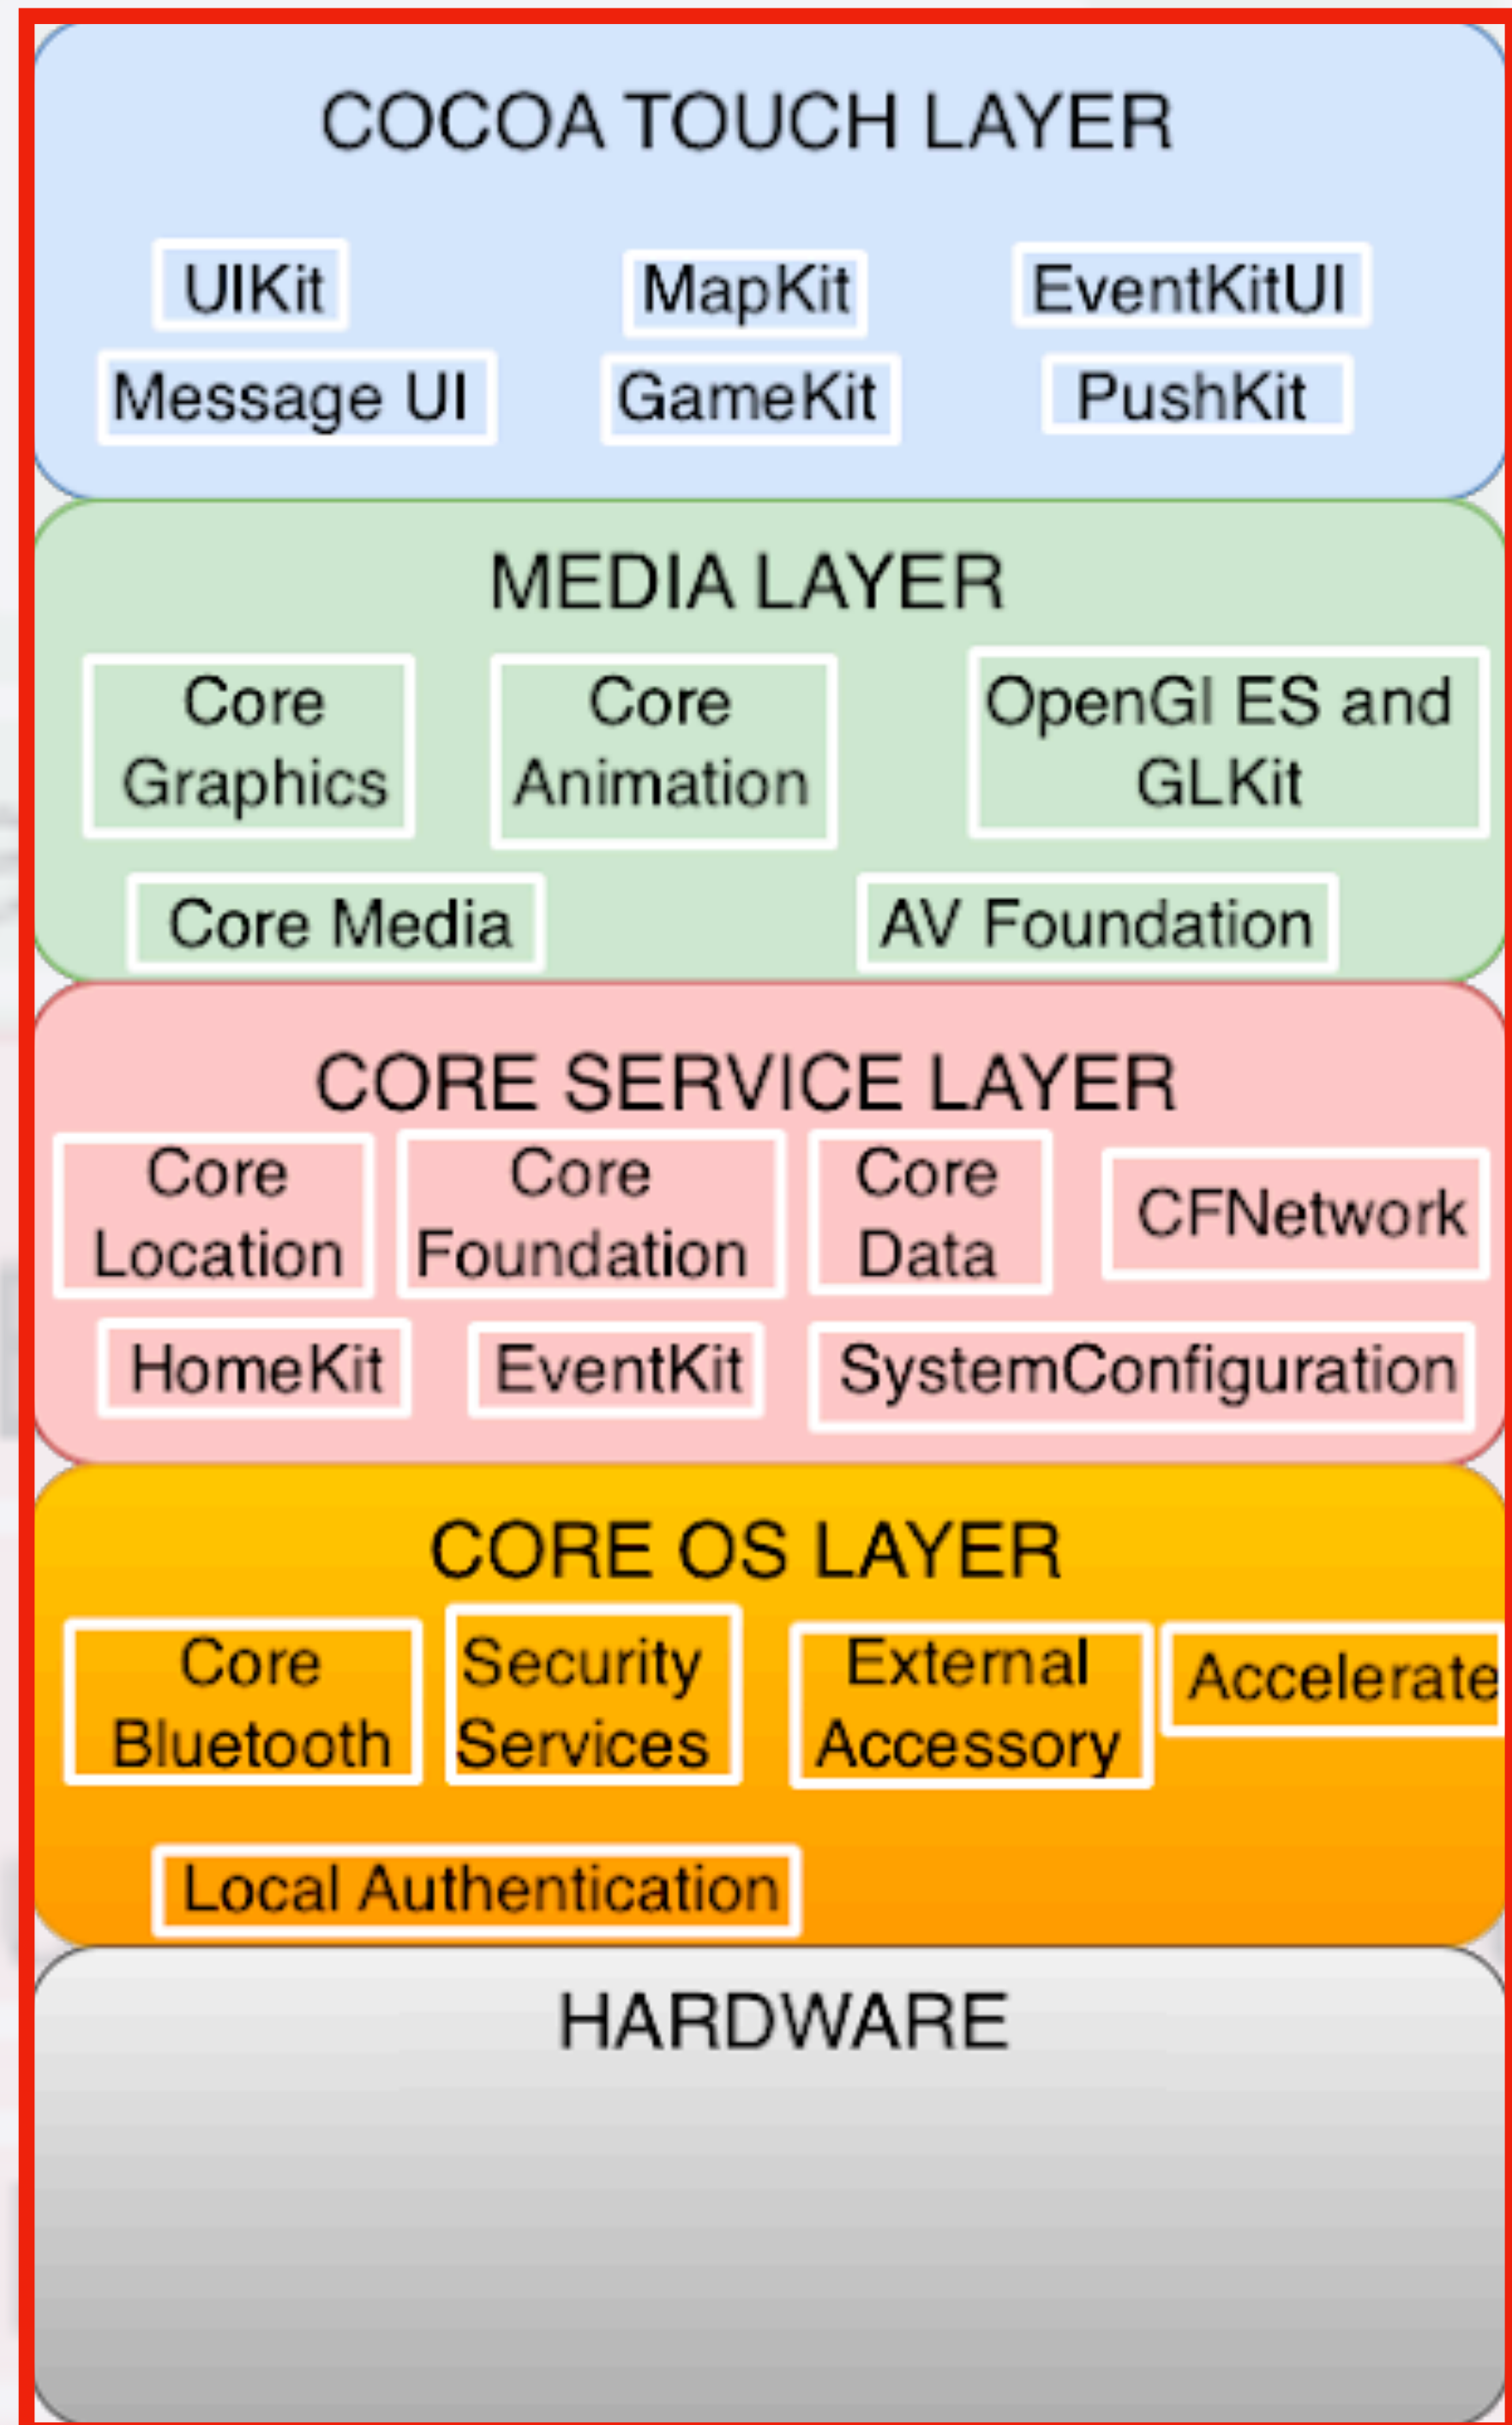 COCOA TOUCH LAYER
UIKit MapKit EventKitUI
Message UI GameKit PushKit
MEDIA LAYER
Core Graphics
Core Animation
OpenGl ES and GLKit
Core Media AV Foundation
CORE SERVICE LAYER
Core Location
Core Foundation
Core Data
CFNetwork
HomeKit EventKit SystemConfiguration
CORE OS LAYER
Core Bluetooth
Security Services
External Accessory
Accelerate
Local Authentication
HARDWARE